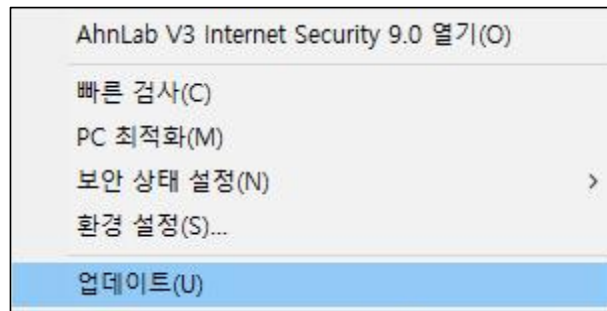 AhnLab V3 Internet Security 9.0 열기(O)
빠른 검사(C)
PC 최적화(M)
보안 상태 설정(N)
환경 설정(S)...
업데이트(U)